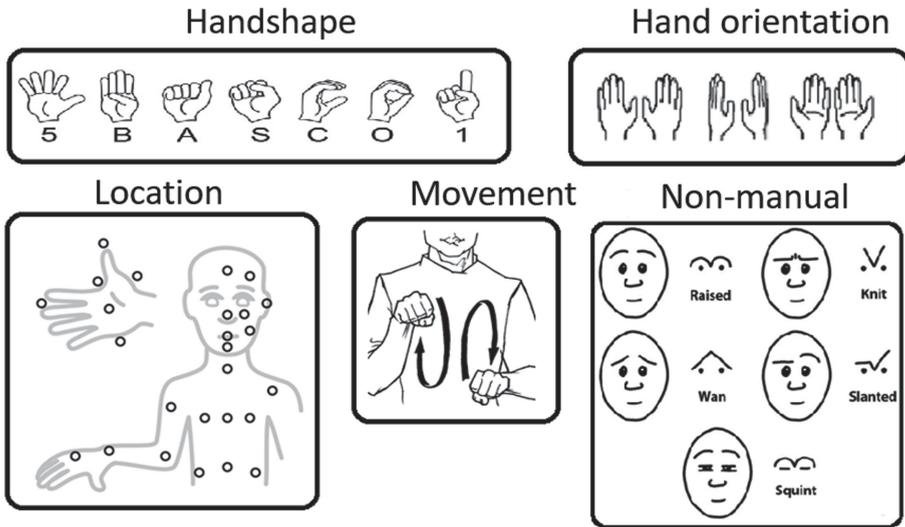 Handshape
5 B A S C O 1
Hand orientation
Location
Movement
Non-manual
Raised
Knit
Wan
Slanted
Squint